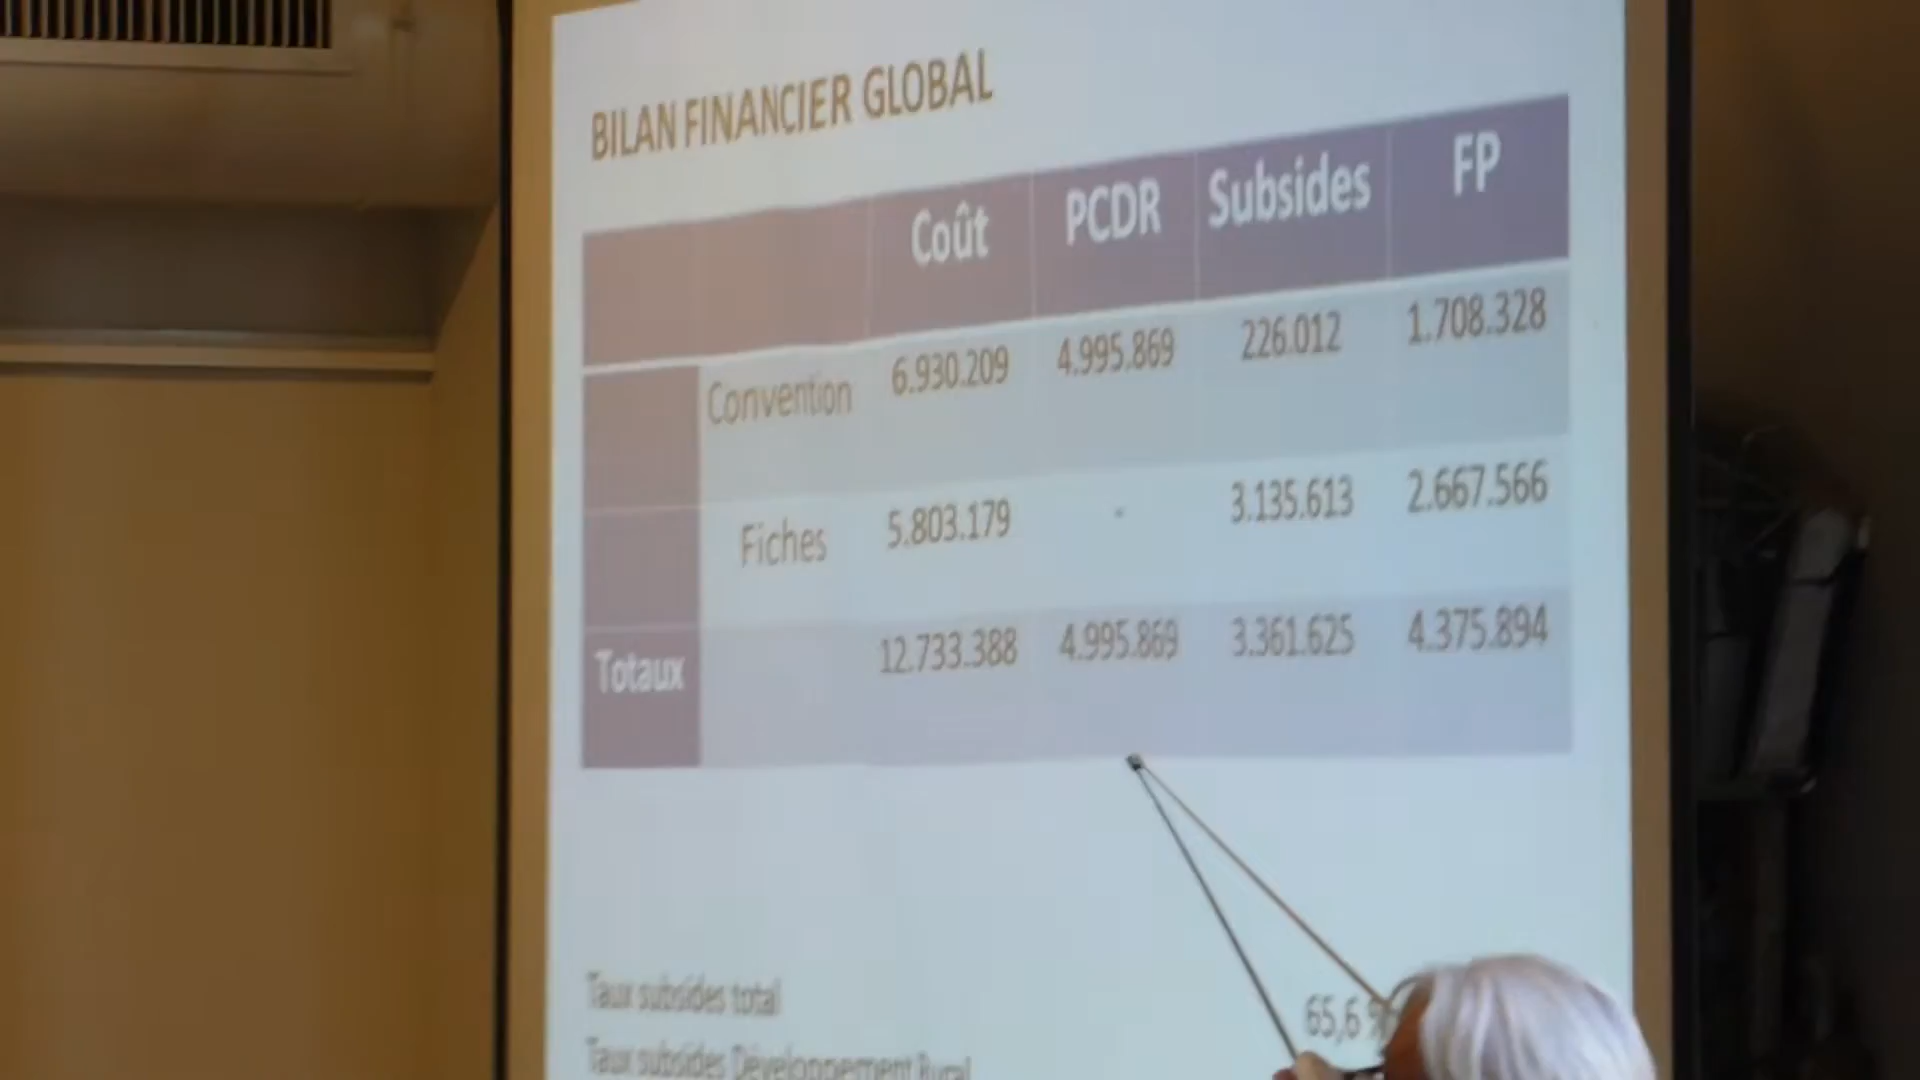 BILAN FINANCIER GLOBAL
Coût PCDR Subsides FP
Convention 6.930.209 4.995.869 226.012 1.708.328
Fiches 5.803.179 - 3.135.613 2.667.566
Totaux 12.733.388 4.995.869 3.361.625 4.375.894
Taux subsides total 65,6 %
Taux subsides Développement Rural